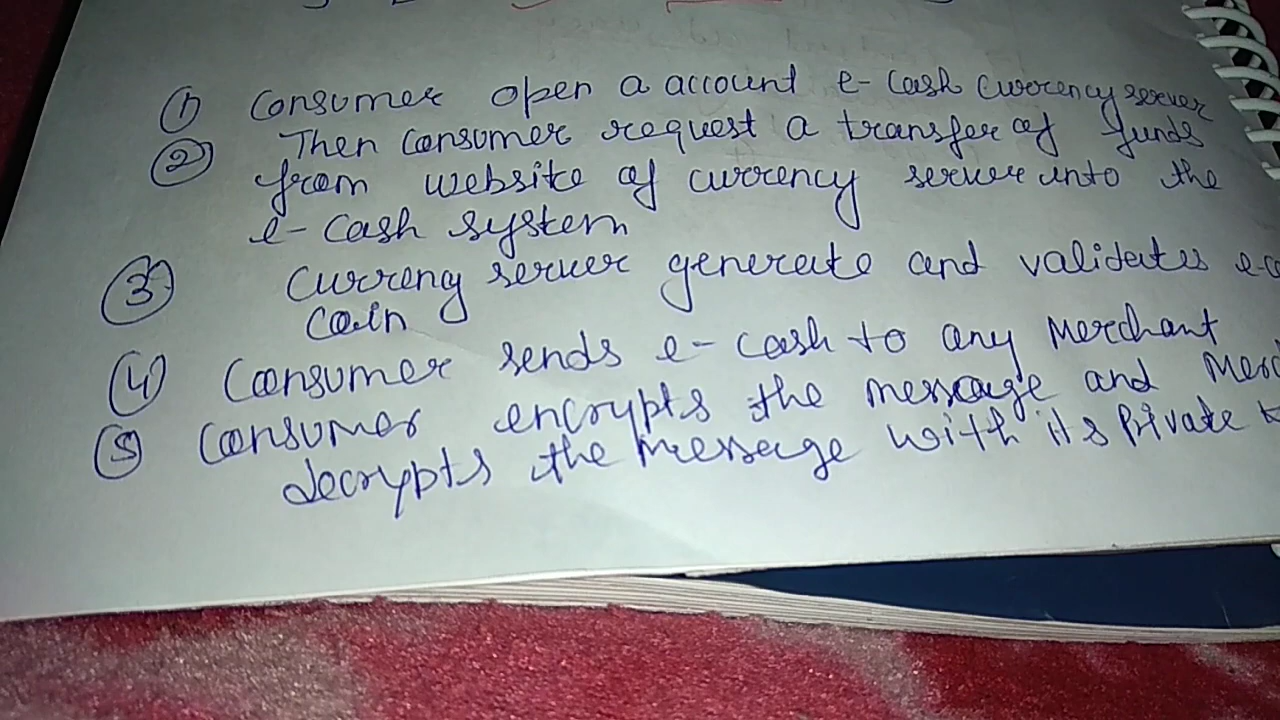 ① Consumer open a account e-cash currency server
② Then consumer request a transfer of funds
from website of currency server into the
e-cash system
③ Curreny server generate and validates e-c
coin
④ Consumer sends e-cash to any Merchant
⑤ Consumer encrypts the message and Merc
decrypts the message with its private k